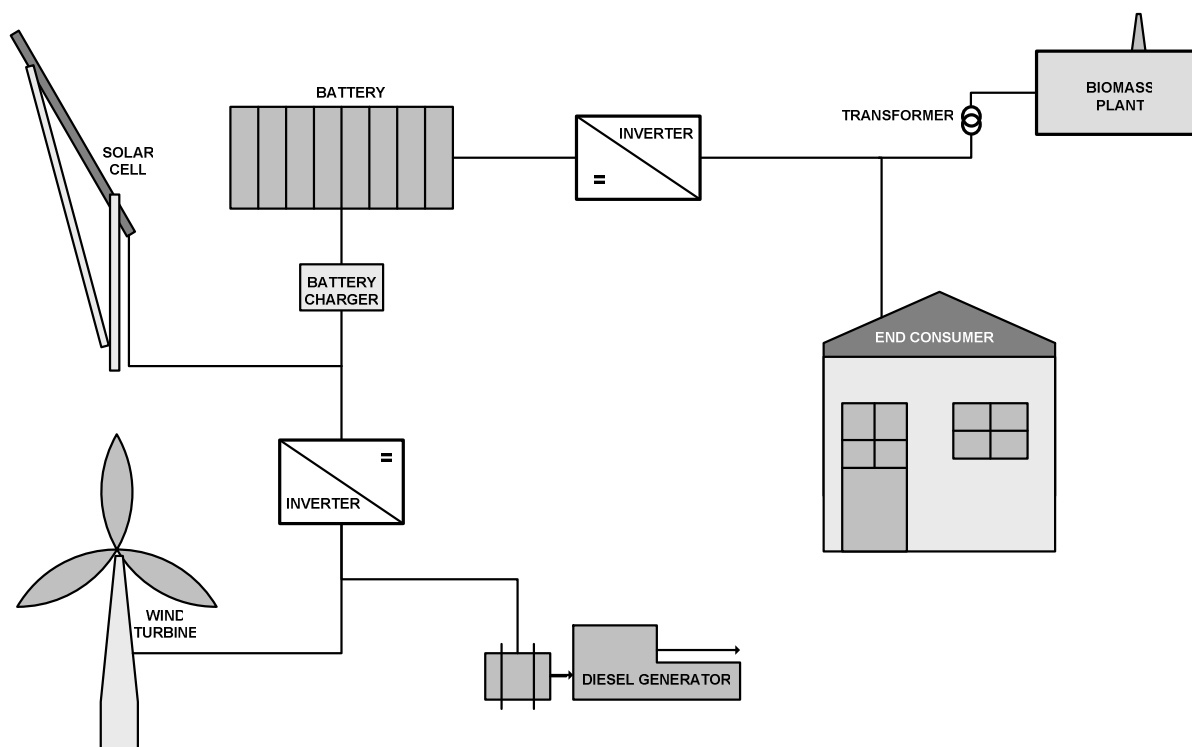 BATTERY
SOLAR
CELL
INVERTER
TRANSFORMER
BIOMASS
PLANT
BATTERY
CHARGER
END CONSUMER
INVERTER
WIND
TURBINE
DIESEL GENERATOR